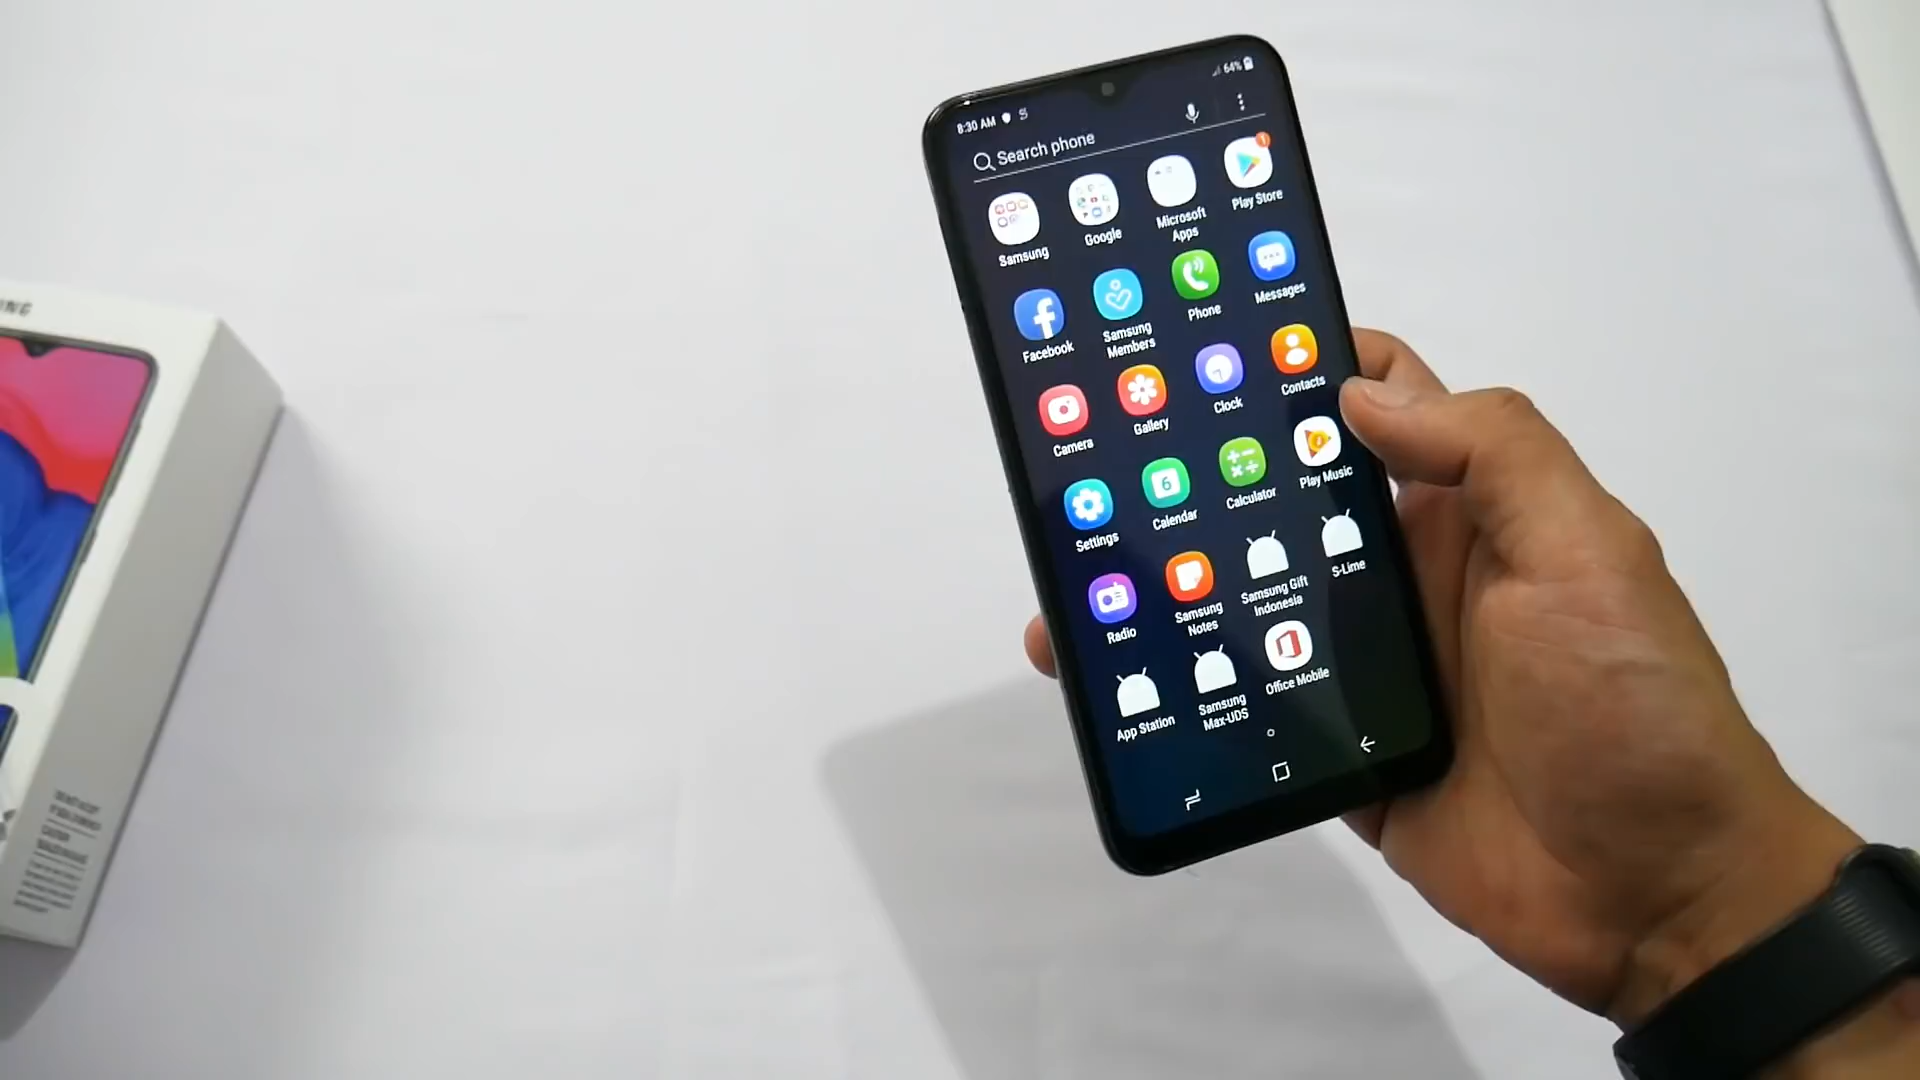 8:30 AM
64%
Search phone
Samsung
Google
Microsoft
Apps
Play Store
1
Facebook
Samsung
Members
Phone
Messages
Camera
Gallery
Clock
Contacts
Settings
6
Calendar
Calculator
Play Music
Radio
Samsung
Notes
Samsung Gift
Indonesia
S-Lime
App Station
Samsung
Max-UDS
Office Mobile